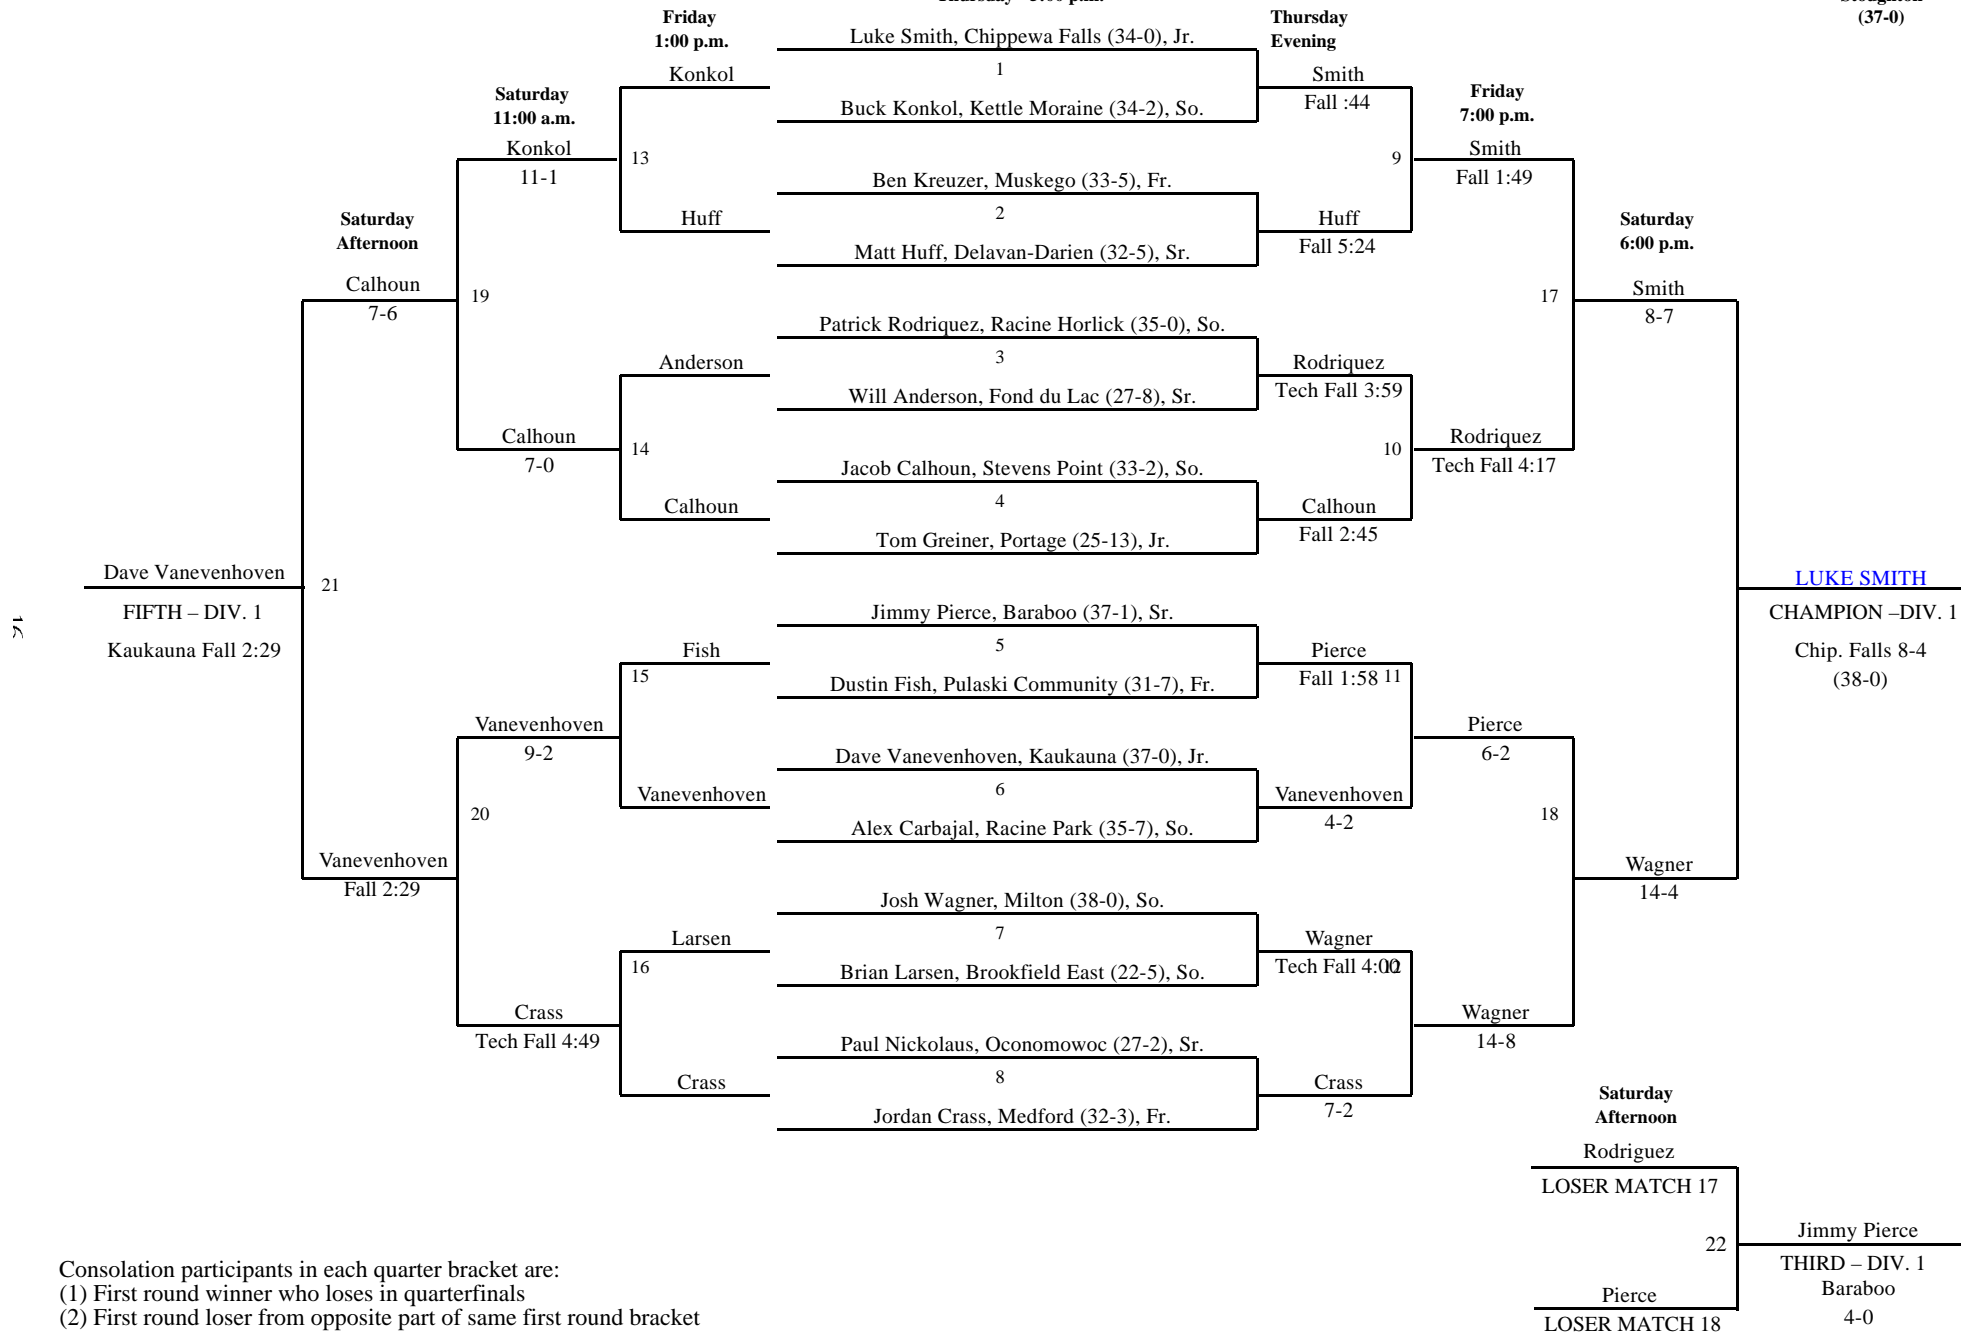 (37-0)
Friday
1:00 p.m.
Thursday
Evening
Luke Smith, Chippewa Falls (34-0), Jr.
Konkol
1
Smith
Fall :44
Saturday
11:00 a.m.
Friday
7:00 p.m.
Buck Konkol, Kettle Moraine (34-2), So.
Konkol
11-1
13
9
Smith
Fall 1:49
Ben Kreuzer, Muskego (33-5), Fr.
Huff
2
Huff
Fall 5:24
Saturday
Afternoon
Saturday
6:00 p.m.
Matt Huff, Delavan-Darien (32-5), Sr.
Calhoun
7-6
19
17
Smith
8-7
Patrick Rodriquez, Racine Horlick (35-0), So.
Anderson
3
Rodriquez
Tech Fall 3:59
Will Anderson, Fond du Lac (27-8), Sr.
Calhoun
7-0
14
10
Rodriquez
Tech Fall 4:17
Jacob Calhoun, Stevens Point (33-2), So.
Calhoun
4
Calhoun
Fall 2:45
Tom Greiner, Portage (25-13), Jr.
Dave Vanevenhoven
21
FIFTH – DIV. 1
Kaukauna Fall 2:29
LUKE SMITH
CHAMPION –DIV. 1
Chip. Falls 8-4
(38-0)
Jimmy Pierce, Baraboo (37-1), Sr.
Fish
5
Pierce
15
Fall 1:58
11
Dustin Fish, Pulaski Community (31-7), Fr.
Vanevenhoven
9-2
Pierce
6-2
Dave Vanevenhoven, Kaukauna (37-0), Jr.
Vanevenhoven
6
Vanevenhoven
4-2
20
18
Alex Carbajal, Racine Park (35-7), So.
Vanevenhoven
Fall 2:29
Wagner
14-4
Josh Wagner, Milton (38-0), So.
Larsen
7
Wagner
16
Tech Fall 4:00
12
Brian Larsen, Brookfield East (22-5), So.
Crass
Tech Fall 4:49
Wagner
14-8
Paul Nickolaus, Oconomowoc (27-2), Sr.
Crass
8
Crass
7-2
Jordan Crass, Medford (32-3), Fr.
Saturday
Afternoon
Rodriguez
LOSER MATCH 17
22
Jimmy Pierce
THIRD – DIV. 1
Baraboo
4-0
Pierce
LOSER MATCH 18
Consolation participants in each quarter bracket are:
(1) First round winner who loses in quarterfinals
(2) First round loser from opposite part of same first round bracket